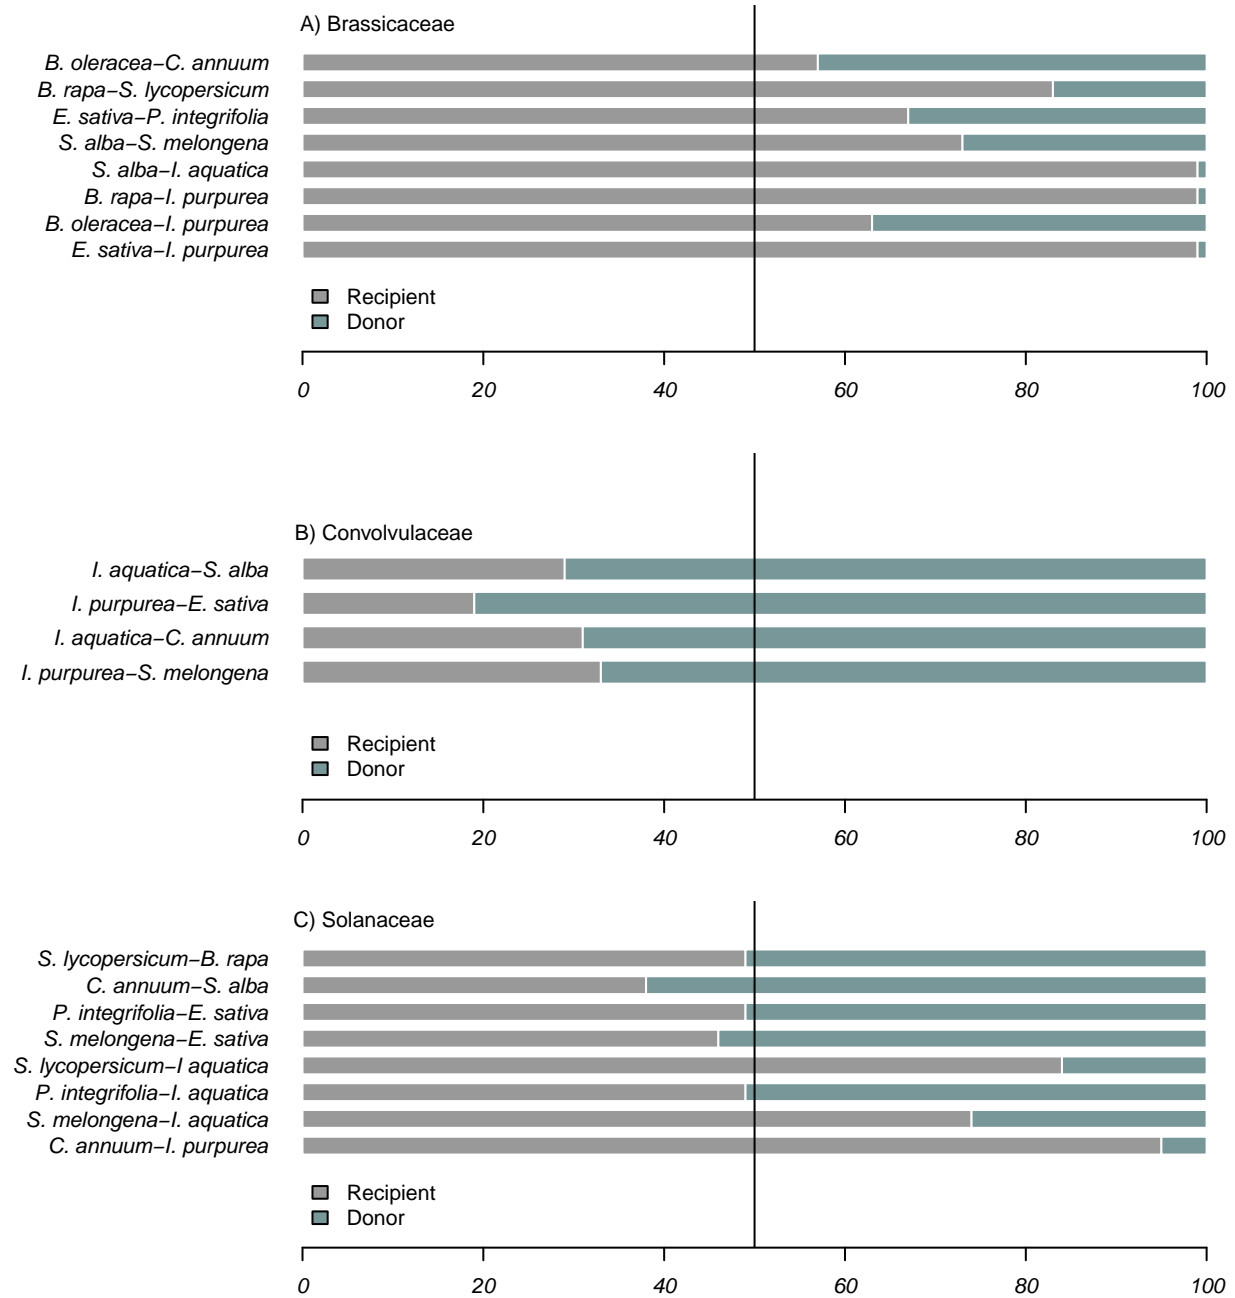 A) Brassicaceae
B. oleracea−C. annuum
B. rapa−S. lycopersicum
E. sativa−P. integrifolia
S. alba−S. melongena
S. alba−I. aquatica
B. rapa−I. purpurea
B. oleracea−I. purpurea
E. sativa−I. purpurea
Recipient
Donor
0 20 40 60 80 100
B) Convolvulaceae
I. aquatica−S. alba
I. purpurea−E. sativa
I. aquatica−C. annuum
I. purpurea−S. melongena
Recipient
Donor
0 20 40 60 80 100
C) Solanaceae
S. lycopersicum−B. rapa
C. annuum−S. alba
P. integrifolia−E. sativa
S. melongena−E. sativa
S. lycopersicum−I aquatica
P. integrifolia−I. aquatica
S. melongena−I. aquatica
C. annuum−I. purpurea
Recipient
Donor
0 20 40 60 80 100